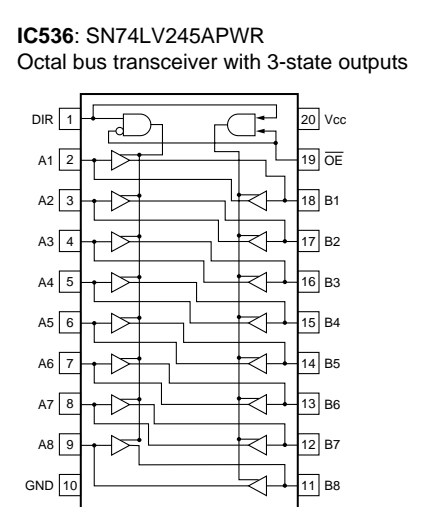 IC536: SN74LV245APWR
Octal bus transceiver with 3-state outputs
DIR 1 20 Vcc
A1 2 19 OE
A2 3 18 B1
A3 4 17 B2
A4 5 16 B3
A5 6 15 B4
A6 7 14 B5
A7 8 13 B6
A8 9 12 B7
GND 10 11 B8